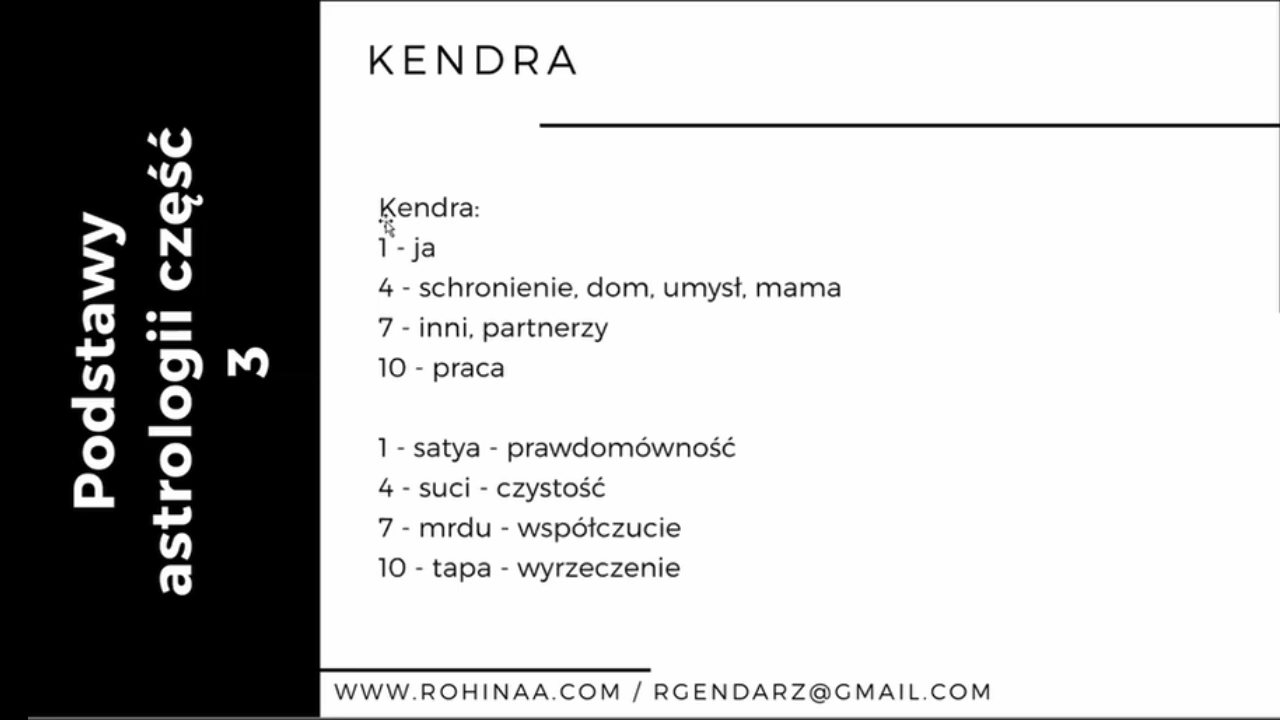 Podstawy
astrologii część
3
KENDRA
Kendra:
1 - ja
4 - schronienie, dom, umysł, mama
7 - inni, partnerzy
10 - praca
1 - satya - prawdomówność
4 - suci - czystość
7 - mrdu - współczucie
10 - tapa - wyrzeczenie
WWW.ROHINAA.COM / RGENDARZ@GMAIL.COM